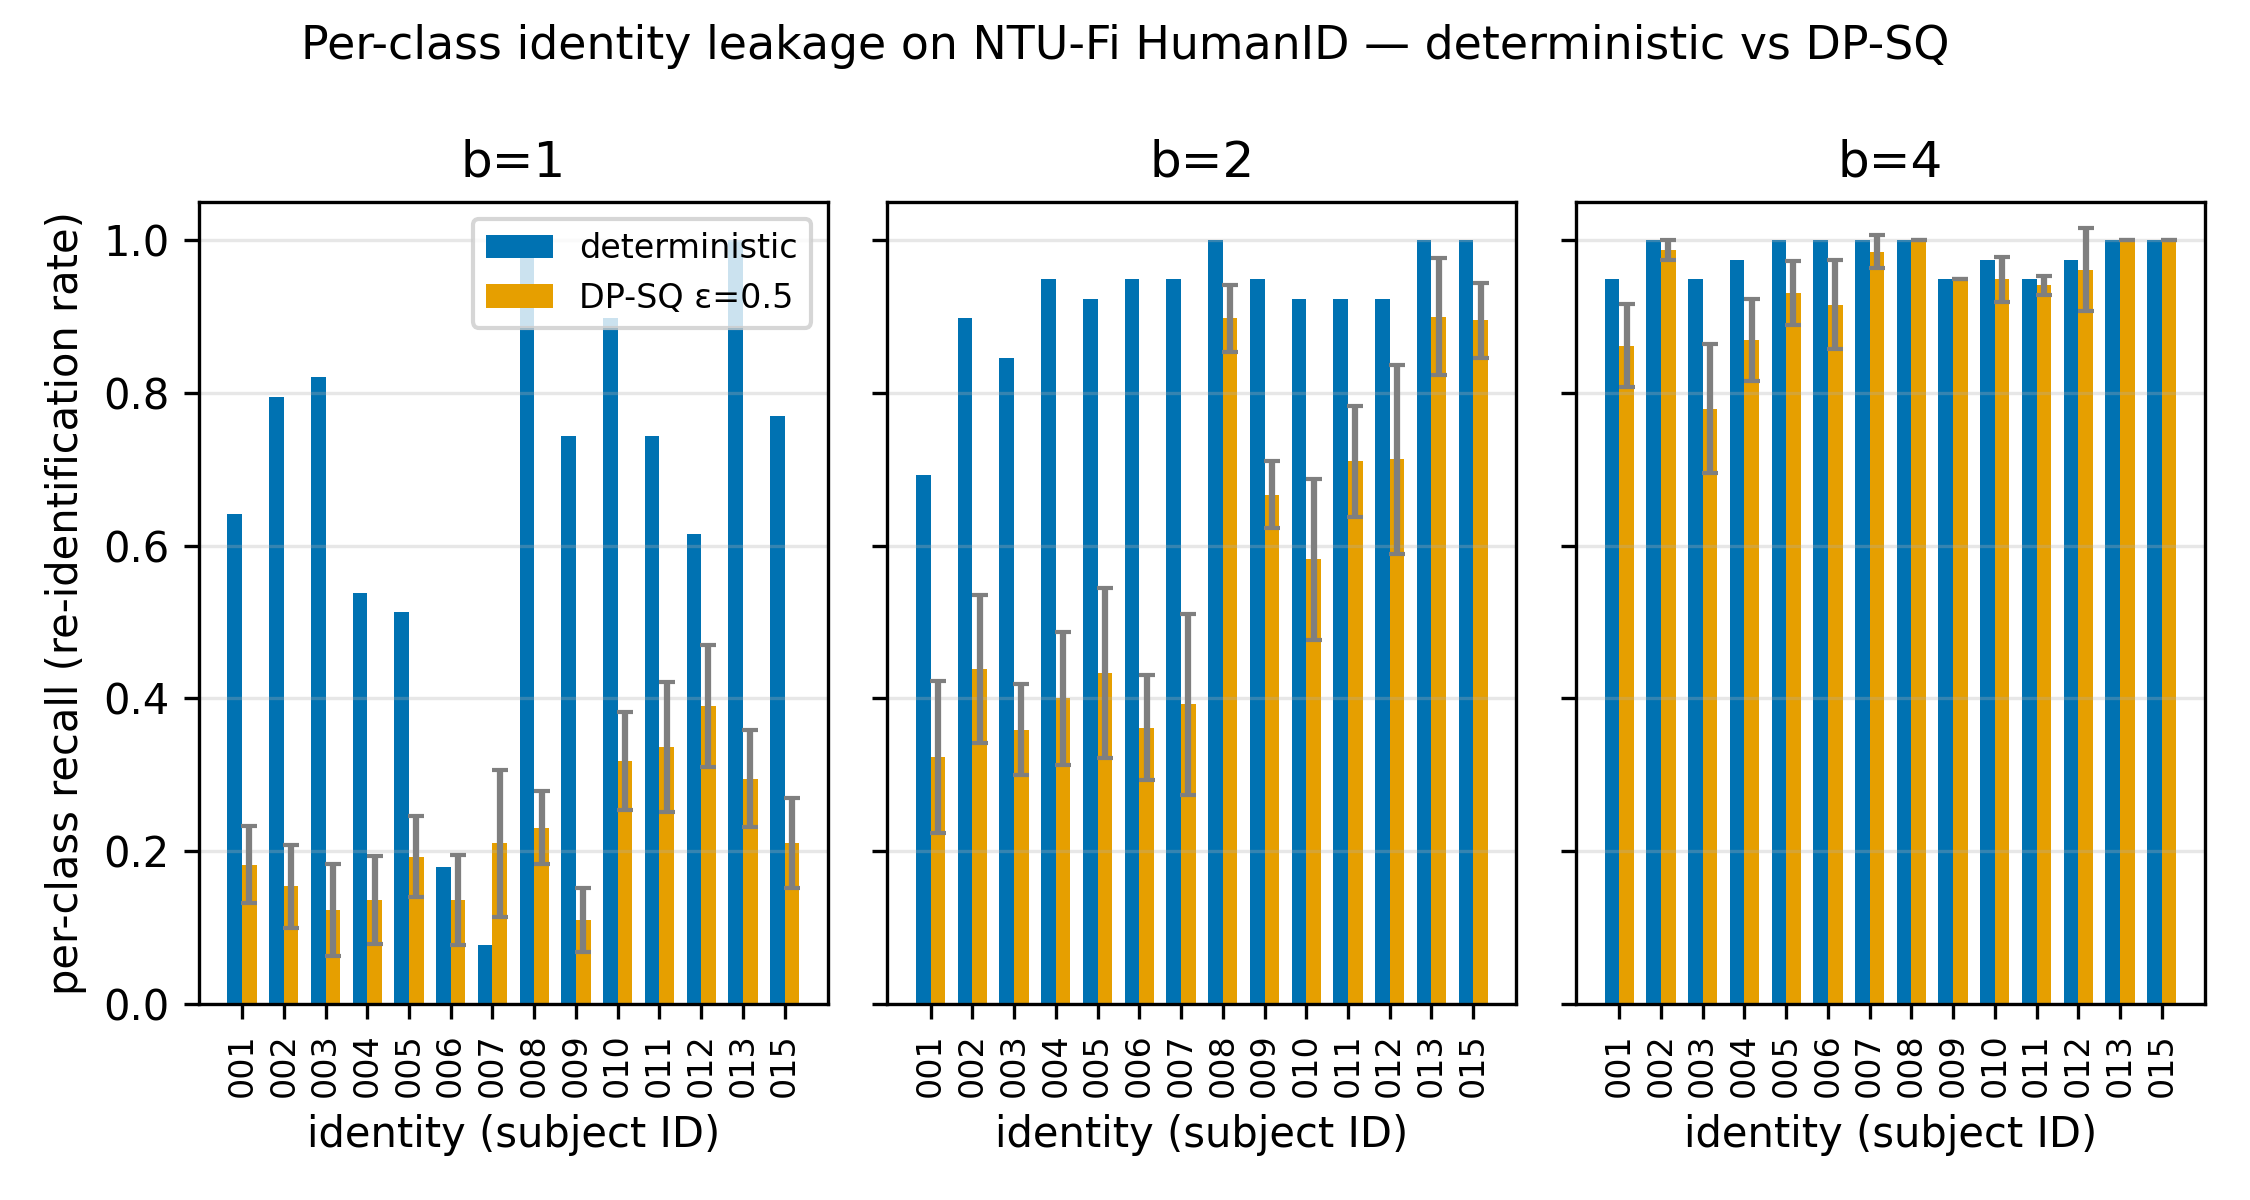 Per-class identity leakage on NTU-Fi HumanID — deterministic vs DP-SQ
b=1
b=2
b=4
per-class recall (re-identification rate)
1.0
0.8
0.6
0.4
0.2
0.0
deterministic
DP-SQ ε=0.5
001 002 003 004 005 006 007 008 009 010 011 012 013 015
001 002 003 004 005 006 007 008 009 010 011 012 013 015
001 002 003 004 005 006 007 008 009 010 011 012 013 015
identity (subject ID)
identity (subject ID)
identity (subject ID)